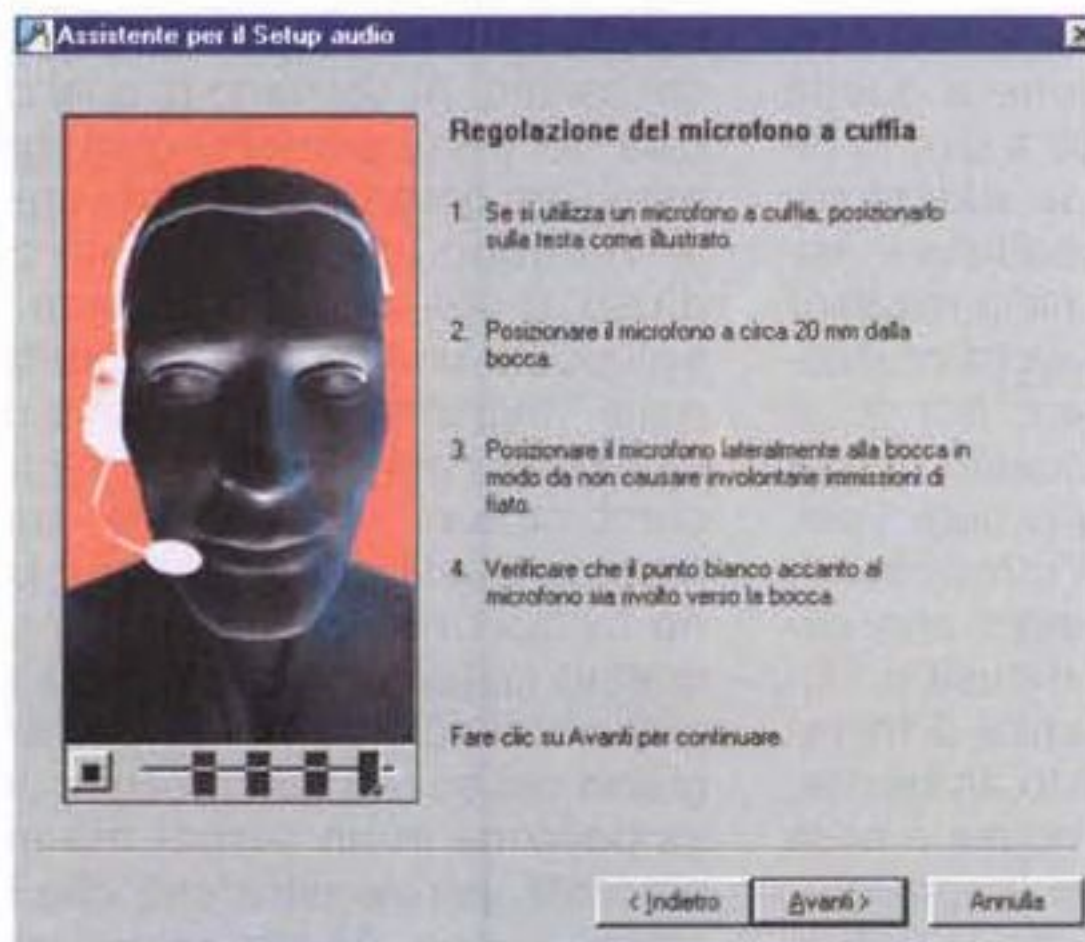 Assistente per il Setup audio
Regolazione del microfono a cuffia
1. Se si utilizza un microfono a cuffia, posizionarlo
sulla testa come illustrato.
2. Posizionare il microfono a circa 20 mm dalla
bocca.
3. Posizionare il microfono lateralmente alla bocca in
modo da non causare involontarie immissioni di
fiato.
4. Verificare che il punto bianco accanto al
microfono sia rivolto verso la bocca.
Fare clic su Avanti per continuare.
< Indietro
Avanti >
Annulla